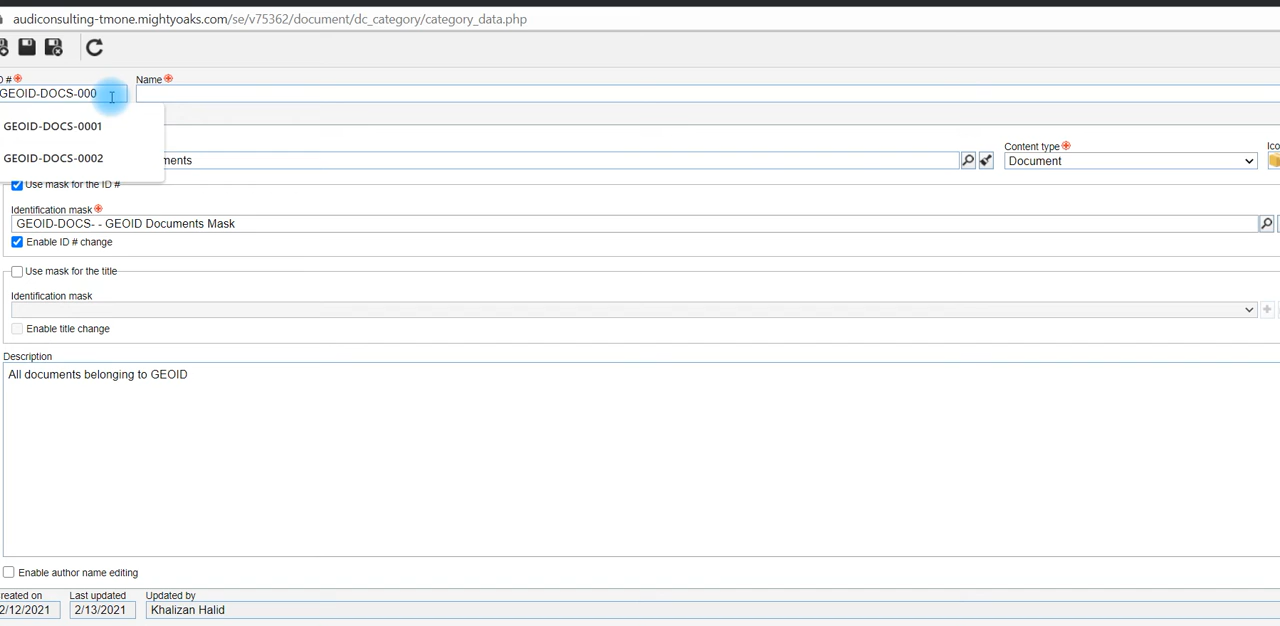 audiconsulting-tmone.mightyoaks.com/se/v75362/document/dc_category/category_data.php
D # Name
GEOID-DOCS-000
GEOID-DOCS-0001
GEOID-DOCS-0002
Content type Ico
ments Document
Use mask for the ID #
Identification mask
GEOID-DOCS- - GEOID Documents Mask
Enable ID # change
Use mask for the title
Identification mask
Enable title change
Description
All documents belonging to GEOID
Enable author name editing
reated on Last updated Updated by
2/12/2021 2/13/2021 Khalizan Halid